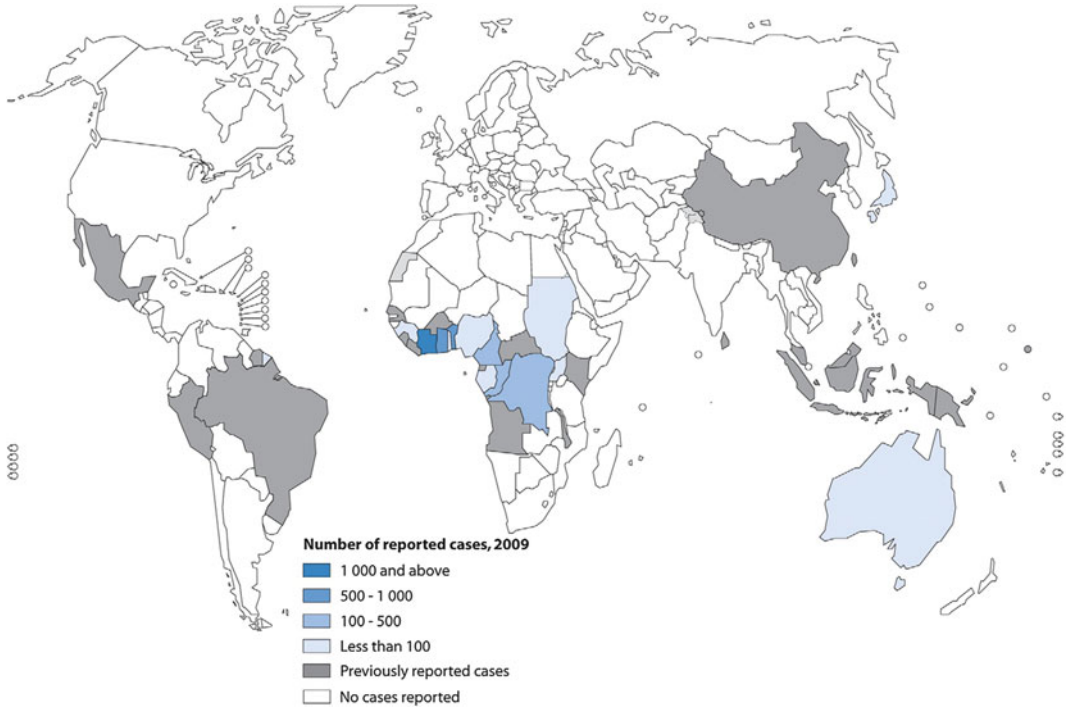 Number of reported cases, 2009
1 000 and above
500 - 1 000
100 - 500
Less than 100
Previously reported cases
No cases reported